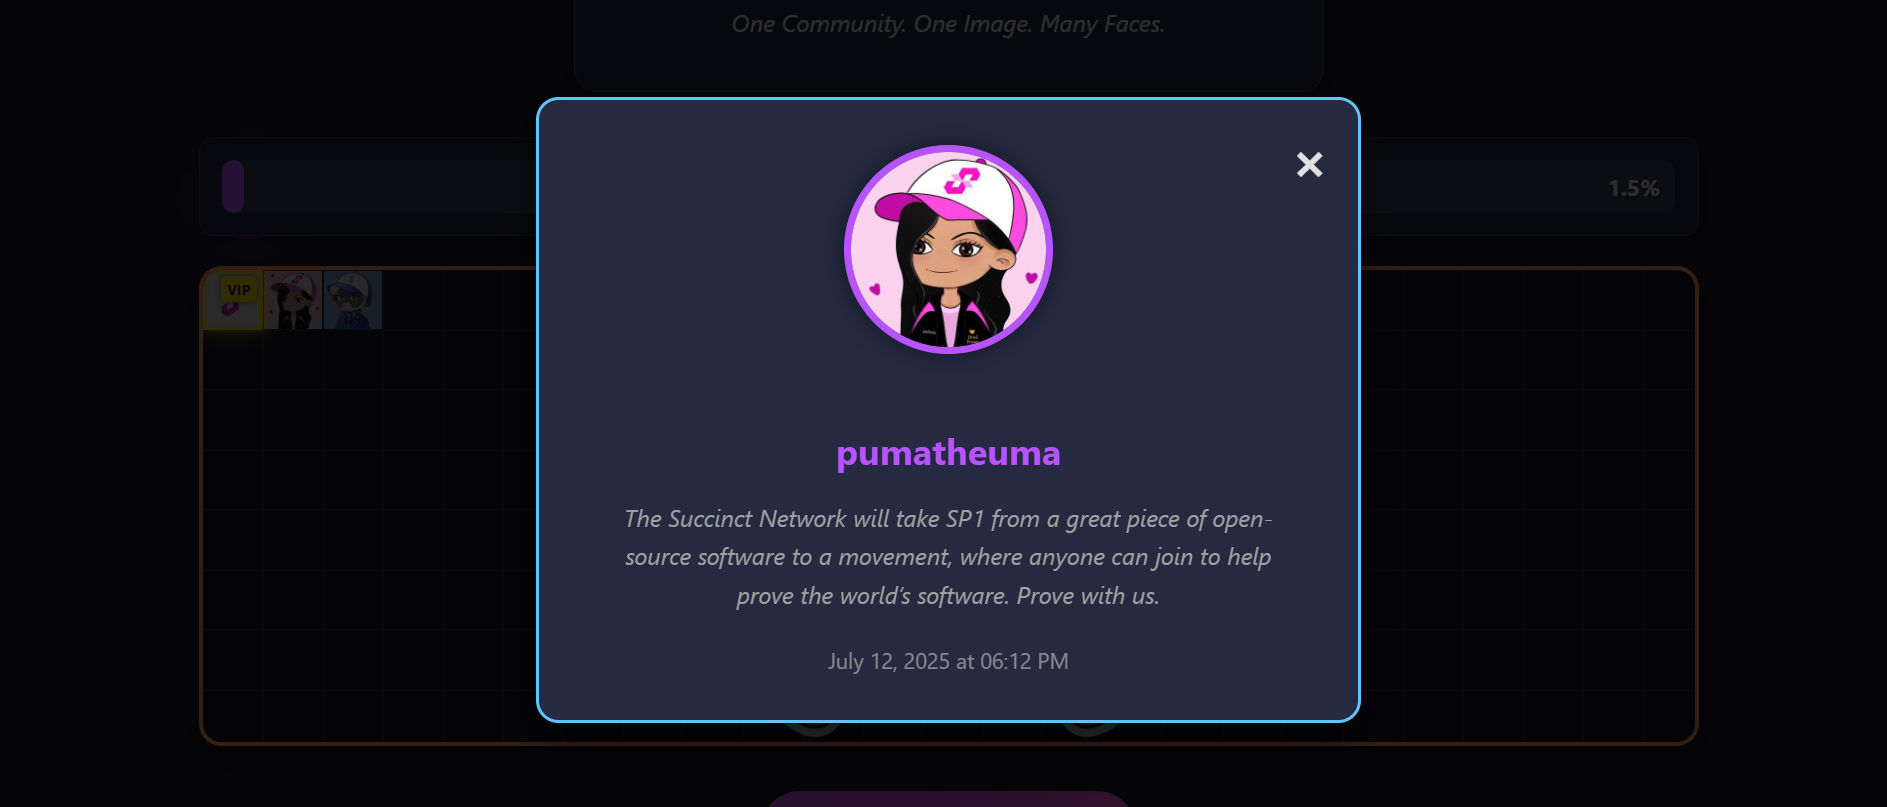 One Community. One Image. Many Faces.
1.5%
VIP
pumatheuma
The Succinct Network will take SP1 from a great piece of open-
source software to a movement, where anyone can join to help
prove the world's software. Prove with us.
July 12, 2025 at 06:12 PM